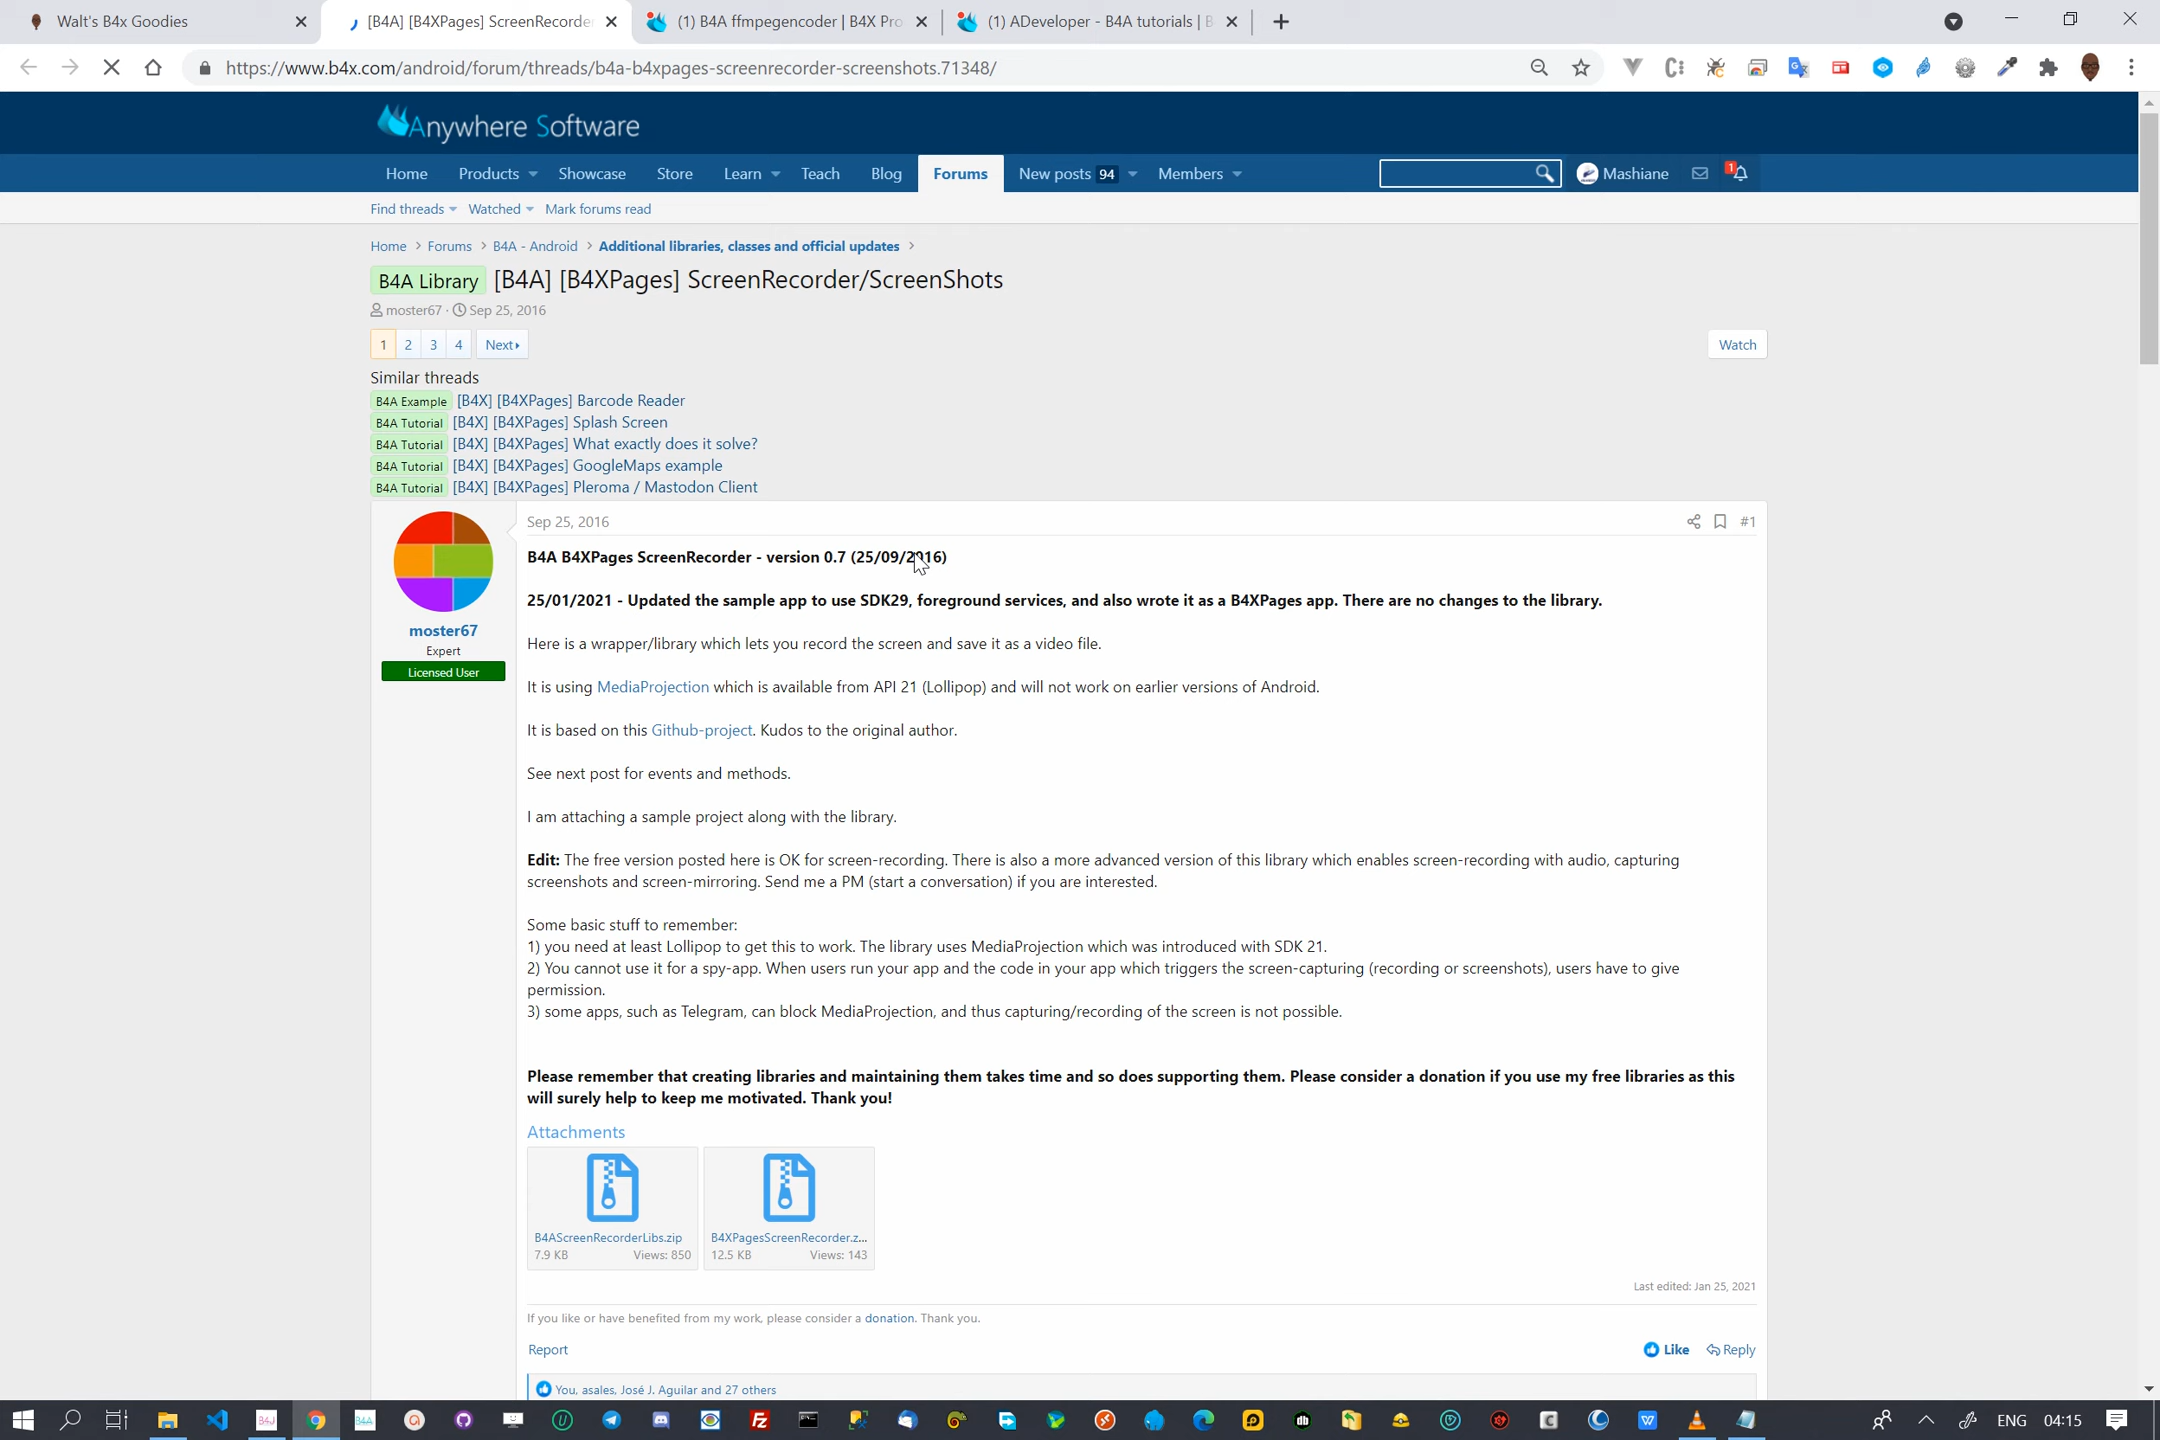 Walt's B4x Goodies
[B4A] [B4XPages] ScreenRecorde
(1) B4A ffmpegencoder | B4X Pro
(1) ADeveloper - B4A tutorials | B
https://www.b4x.com/android/forum/threads/b4a-b4xpages-screenrecorder-screenshots.71348/
Anywhere Software
Home Products Showcase Store Learn Teach Blog Forums New posts 94 Members Mashiane 1
Find threads Watched Mark forums read
Home Forums B4A - Android Additional libraries, classes and official updates
B4A Library [B4A] [B4XPages] ScreenRecorder/ScreenShots
moster67 · Sep 25, 2016
1 2 3 4 Next Watch
Similar threads
B4A Example [B4X] [B4XPages] Barcode Reader
B4A Tutorial [B4X] [B4XPages] Splash Screen
B4A Tutorial [B4X] [B4XPages] What exactly does it solve?
B4A Tutorial [B4X] [B4XPages] GoogleMaps example
B4A Tutorial [B4X] [B4XPages] Pleroma / Mastodon Client
moster67
Expert
Licensed User
Sep 25, 2016 #1
B4A B4XPages ScreenRecorder - version 0.7 (25/09/2016)
25/01/2021 - Updated the sample app to use SDK29, foreground services, and also wrote it as a B4XPages app. There are no changes to the library.
Here is a wrapper/library which lets you record the screen and save it as a video file.
It is using MediaProjection which is available from API 21 (Lollipop) and will not work on earlier versions of Android.
It is based on this Github-project. Kudos to the original author.
See next post for events and methods.
I am attaching a sample project along with the library.
Edit: The free version posted here is OK for screen-recording. There is also a more advanced version of this library which enables screen-recording with audio, capturing
screenshots and screen-mirroring. Send me a PM (start a conversation) if you are interested.
Some basic stuff to remember:
1) you need at least Lollipop to get this to work. The library uses MediaProjection which was introduced with SDK 21.
2) You cannot use it for a spy-app. When users run your app and the code in your app which triggers the screen-capturing (recording or screenshots), users have to give
permission.
3) some apps, such as Telegram, can block MediaProjection, and thus capturing/recording of the screen is not possible.
Please remember that creating libraries and maintaining them takes time and so does supporting them. Please consider a donation if you use my free libraries as this
will surely help to keep me motivated. Thank you!
Attachments
B4AScreenRecorderLibs.zip
7.9 KB Views: 850
B4XPagesScreenRecorder.z...
12.5 KB Views: 143
Last edited: Jan 25, 2021
If you like or have benefited from my work, please consider a donation. Thank you.
Report Like Reply
You, asales, José J. Aguilar and 27 others
B4J B4A ENG 04:15